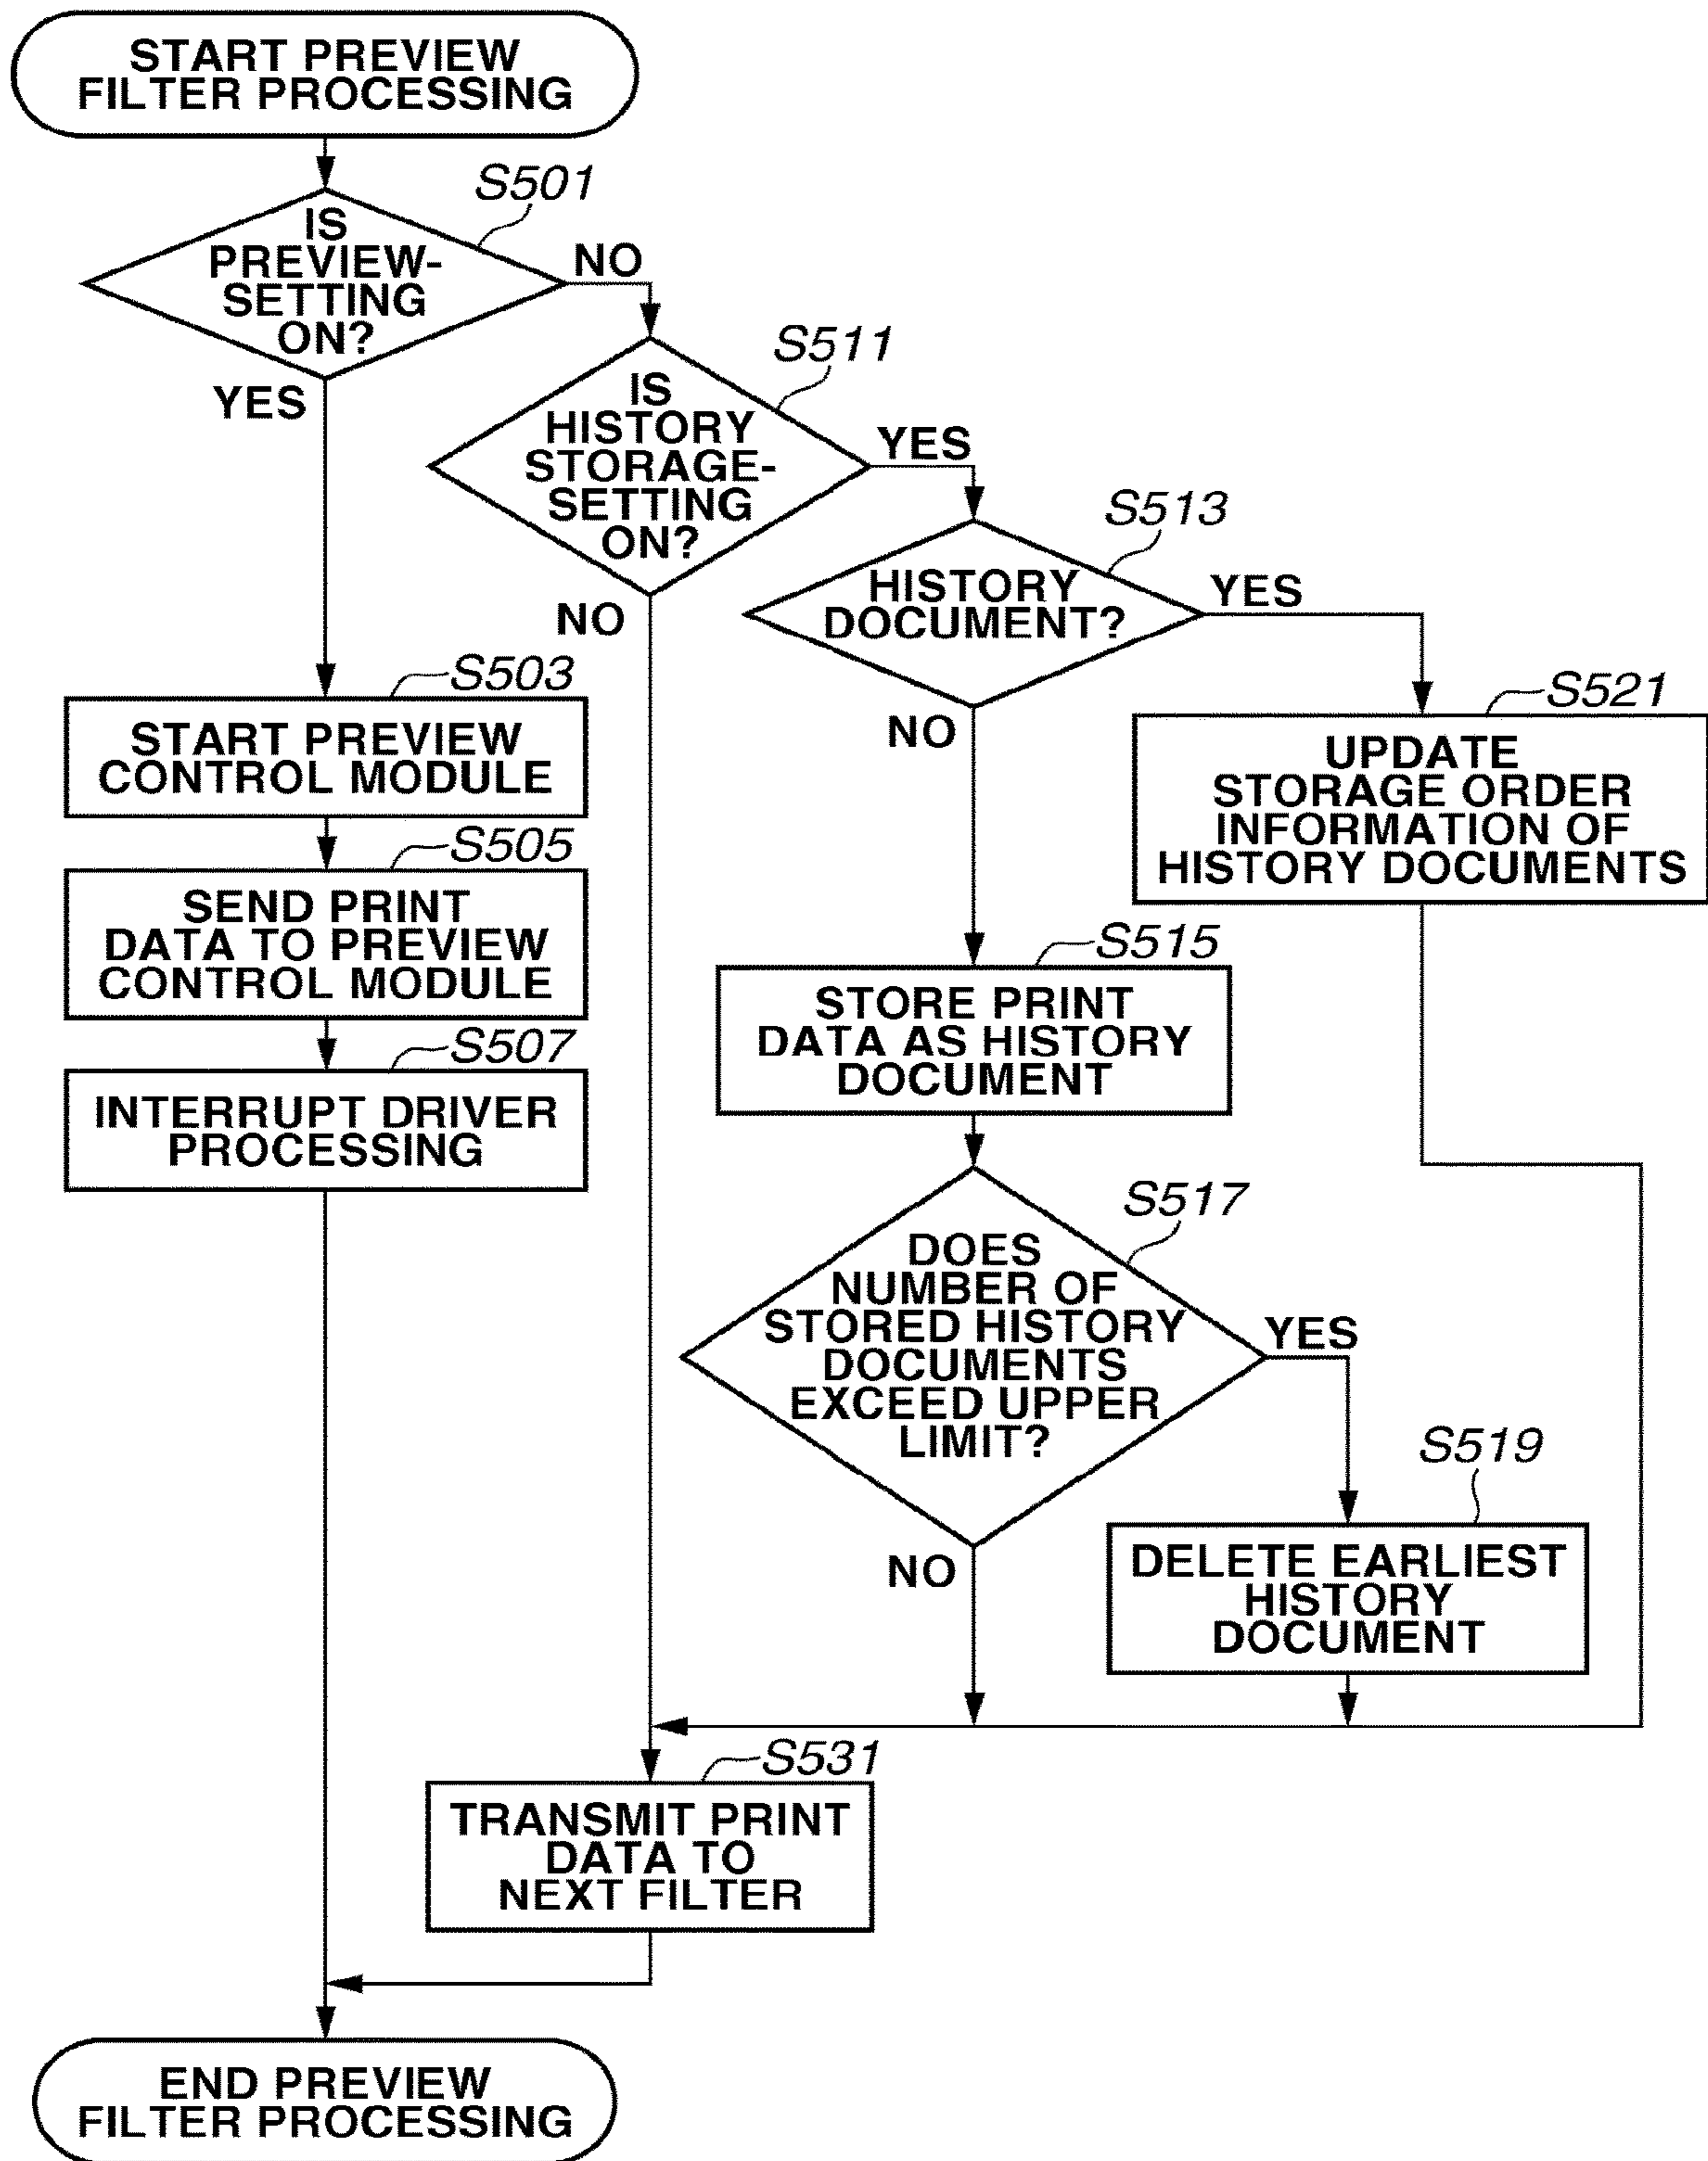 START PREVIEW
FILTER PROCESSING
S501
IS
PREVIEW-
SETTING
ON?
NO
YES
S511
IS
HISTORY
STORAGE-
SETTING
ON?
YES
NO
S513
HISTORY
DOCUMENT?
YES
NO
S503
START PREVIEW
CONTROL MODULE
S521
UPDATE
STORAGE ORDER
INFORMATION OF
HISTORY DOCUMENTS
S505
SEND PRINT
DATA TO PREVIEW
CONTROL MODULE
S515
STORE PRINT
DATA AS HISTORY
DOCUMENT
S507
INTERRUPT DRIVER
PROCESSING
S517
DOES
NUMBER OF
STORED HISTORY
DOCUMENTS
EXCEED UPPER
LIMIT?
YES
NO
S519
DELETE EARLIEST
HISTORY
DOCUMENT
S531
TRANSMIT PRINT
DATA TO
NEXT FILTER
END PREVIEW
FILTER PROCESSING